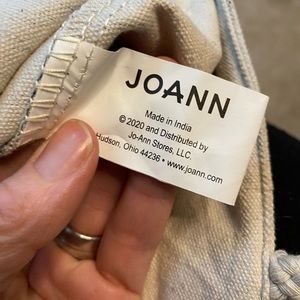 JOANN
Made in India
© 2020 and Distributed by
Jo-Ann Stores, LLC.
Hudson, Ohio 44236 • www.joann.com